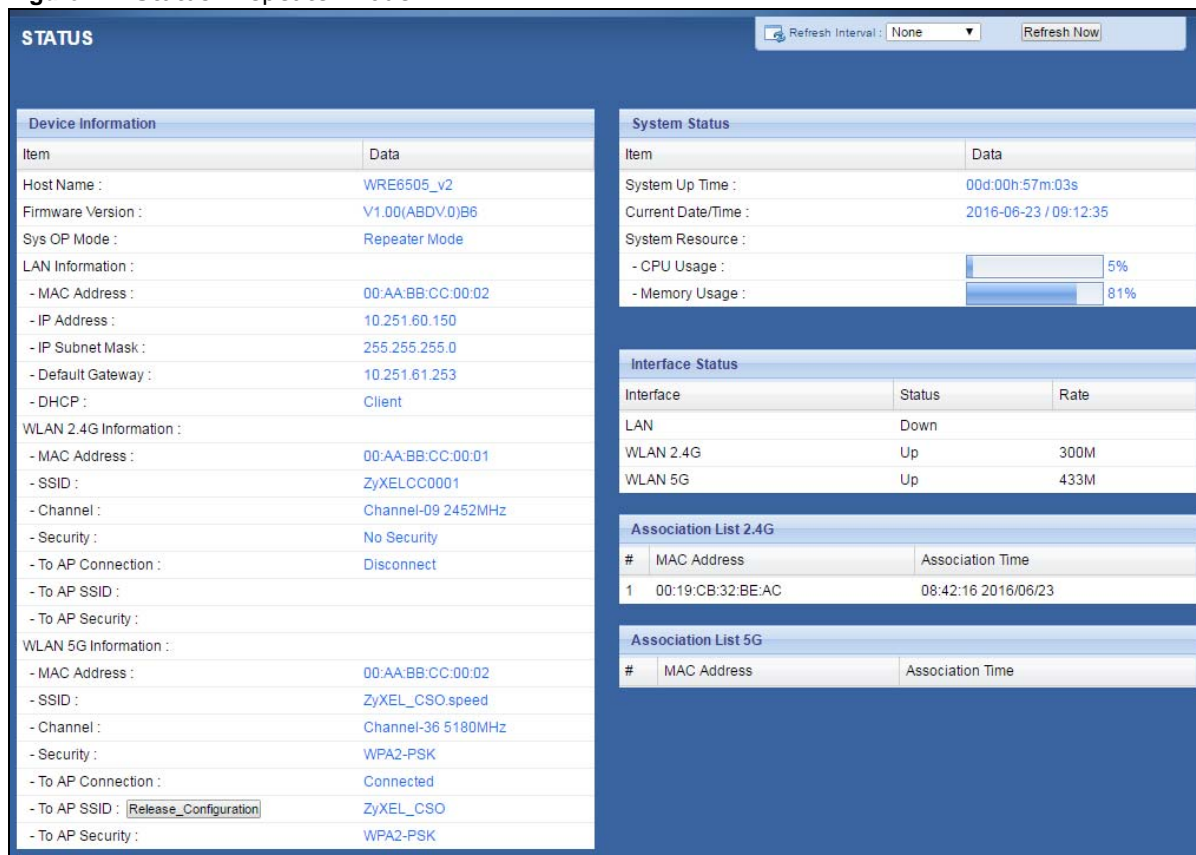 STATUS
Refresh Interval : None
Refresh Now
Device Information
Item Data
Host Name : WRE6505_v2
Firmware Version : V1.00(ABDV.0)B6
Sys OP Mode : Repeater Mode
LAN Information :
- MAC Address : 00:AA:BB:CC:00:02
- IP Address : 10.251.60.150
- IP Subnet Mask : 255.255.255.0
- Default Gateway : 10.251.61.253
- DHCP : Client
WLAN 2.4G Information :
- MAC Address : 00:AA:BB:CC:00:01
- SSID : ZyXELCC0001
- Channel : Channel-09 2452MHz
- Security : No Security
- To AP Connection : Disconnect
- To AP SSID :
- To AP Security :
WLAN 5G Information :
- MAC Address : 00:AA:BB:CC:00:02
- SSID : ZyXEL_CSO.speed
- Channel : Channel-36 5180MHz
- Security : WPA2-PSK
- To AP Connection : Connected
- To AP SSID : Release_Configuration ZyXEL_CSO
- To AP Security : WPA2-PSK
System Status
Item Data
System Up Time : 00d:00h:57m:03s
Current Date/Time : 2016-06-23 / 09:12:35
System Resource :
- CPU Usage : 5%
- Memory Usage : 81%
Interface Status
Interface Status Rate
LAN Down
WLAN 2.4G Up 300M
WLAN 5G Up 433M
Association List 2.4G
# MAC Address Association Time
1 00:19:CB:32:BE:AC 08:42:16 2016/06/23
Association List 5G
# MAC Address Association Time